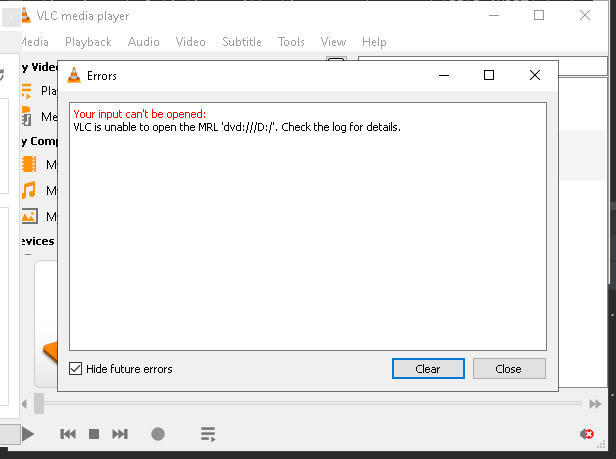 VLC media player
Media Playback Audio Video Subtitle Tools View Help
y Video
Errors
Pla
Your input can't be opened:
VLC is unable to open the MRL 'dvd:///D:/'. Check the log for details.
Me
y Comp
My
My
My
evices
Hide future errors
Clear
Close